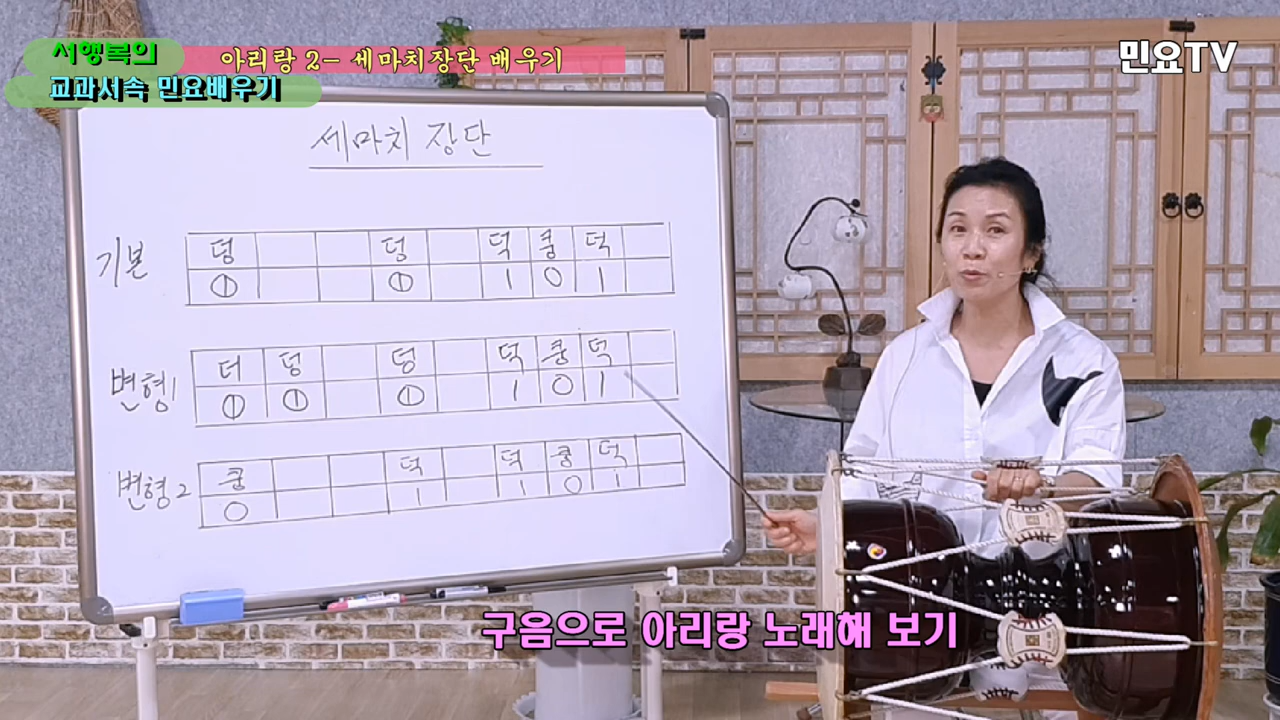 서행복의
교과서속 민요배우기
아리랑 2- 세마치장단 배우기
민요TV
세마치 장단
기본
덩 덩 덕 쿵 덕
① ① 1 0 1
변형1
더 덩 덩 덕 쿵 덕
① ① ① 1 0 1
변형2
쿵 덕 덕 쿵 덕
0 1 1 0 1
구음으로 아리랑 노래해 보기